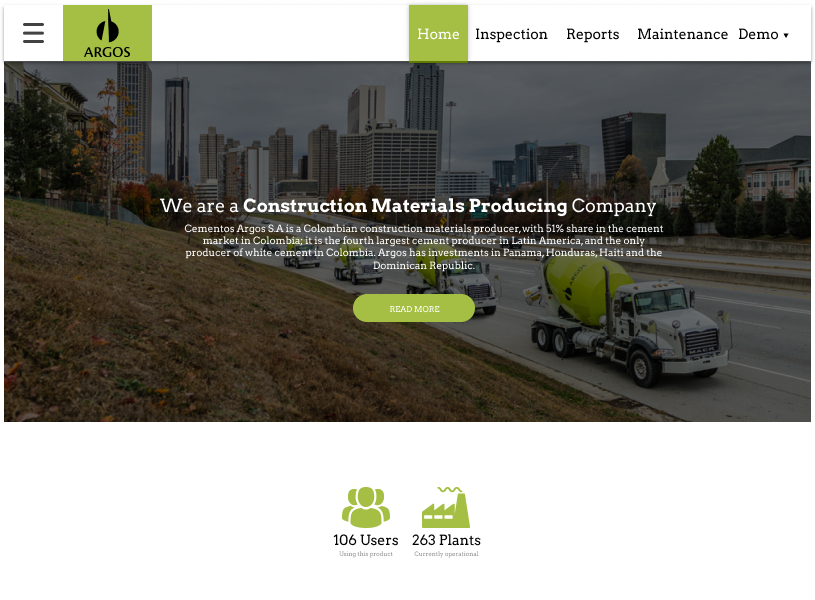 ARGOS
Home Inspection Reports Maintenance Demo ▾
We are a Construction Materials Producing Company
Cementos Argos S.A is a Colombian construction materials producer, with 51% share in the cement
market in Colombia; it is the fourth largest cement producer in Latin America, and the only
producer of white cement in Colombia. Argos has investments in Panama, Honduras, Haiti and the
Dominican Republic.
READ MORE
106 Users 263 Plants
Using this product Currently operational